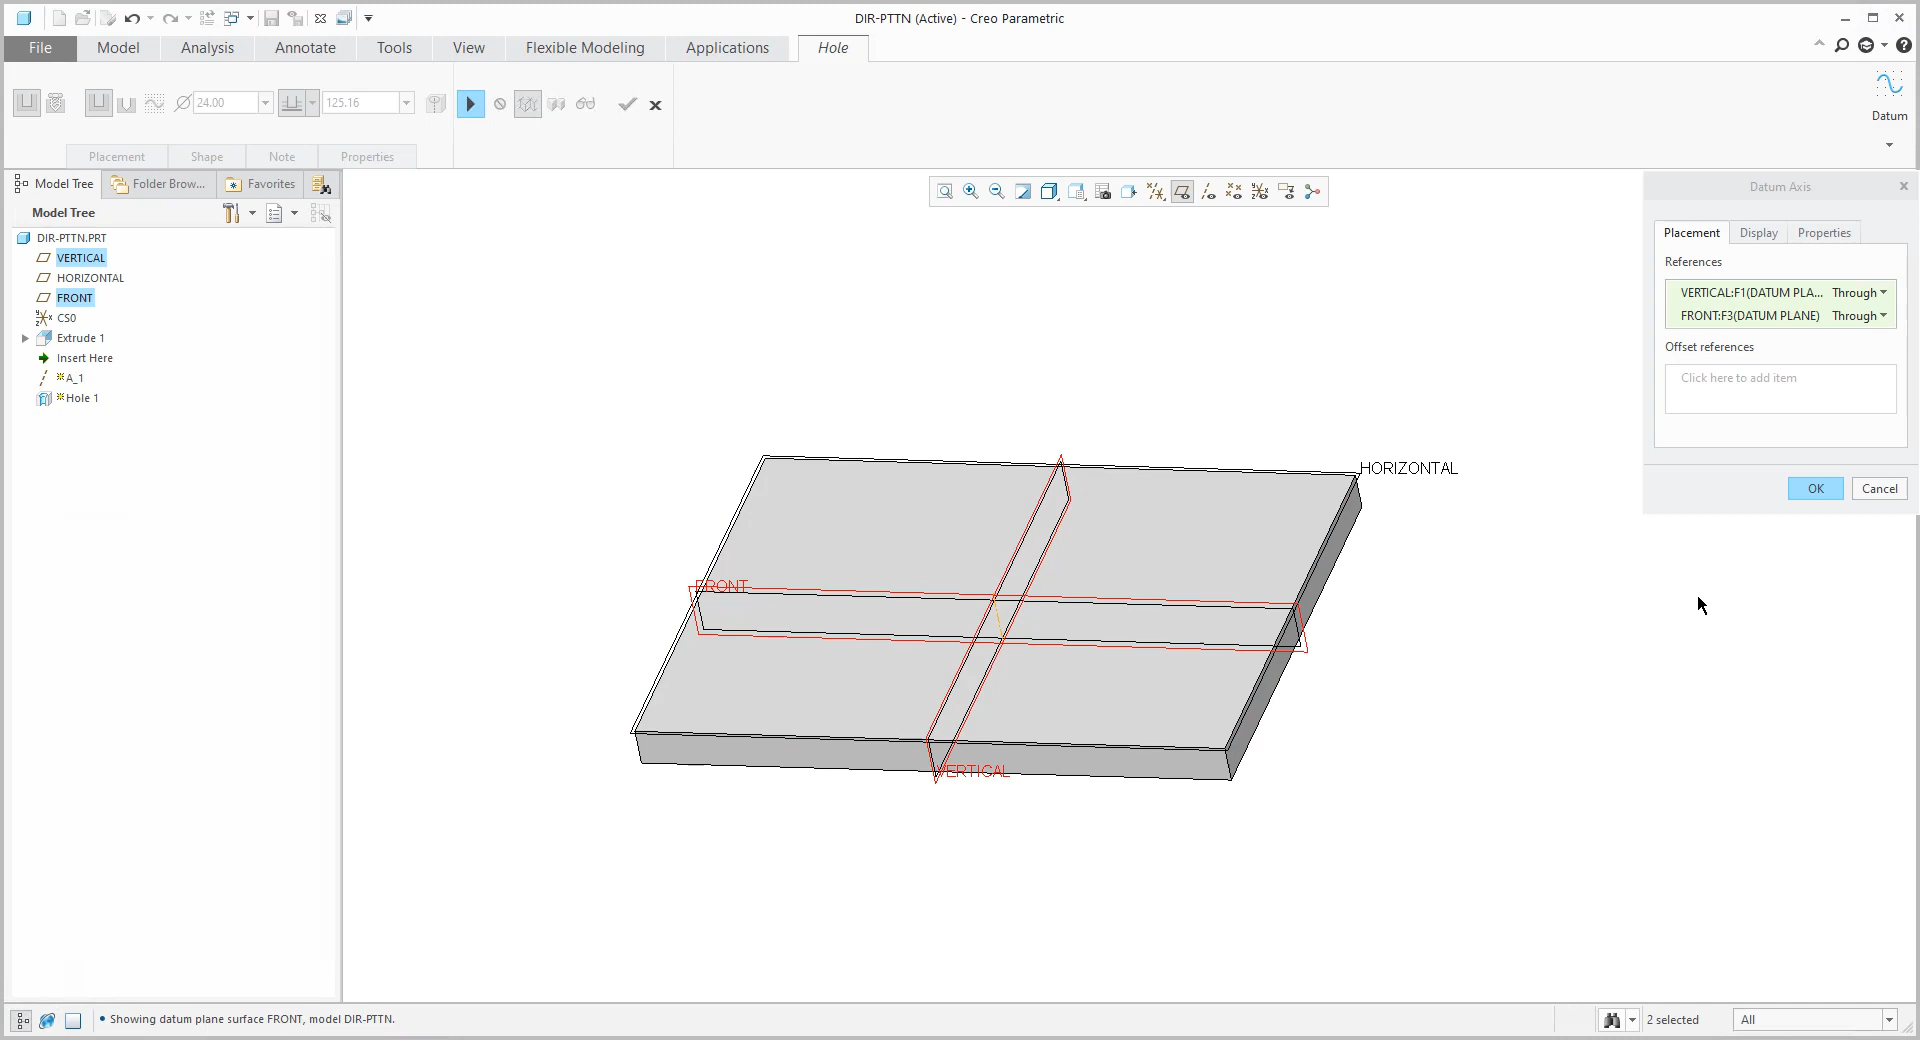 DIR-PTTN (Active) - Creo Parametric
File Model Analysis Annotate Tools View Flexible Modeling Applications Hole
24.00 125.16
Datum
Placement Shape Note Properties
Model Tree Folder Brow... Favorites
Model Tree
DIR-PTTN.PRT
VERTICAL
HORIZONTAL
FRONT
CS0
Extrude 1
Insert Here
A_1
Hole 1
HORIZONTAL
FRONT
VERTICAL
Datum Axis
Placement Display Properties
References
VERTICAL:F1(DATUM PLA... Through
FRONT:F3(DATUM PLANE) Through
Offset references
Click here to add item
OK Cancel
Showing datum plane surface FRONT, model DIR-PTTN.
2 selected All